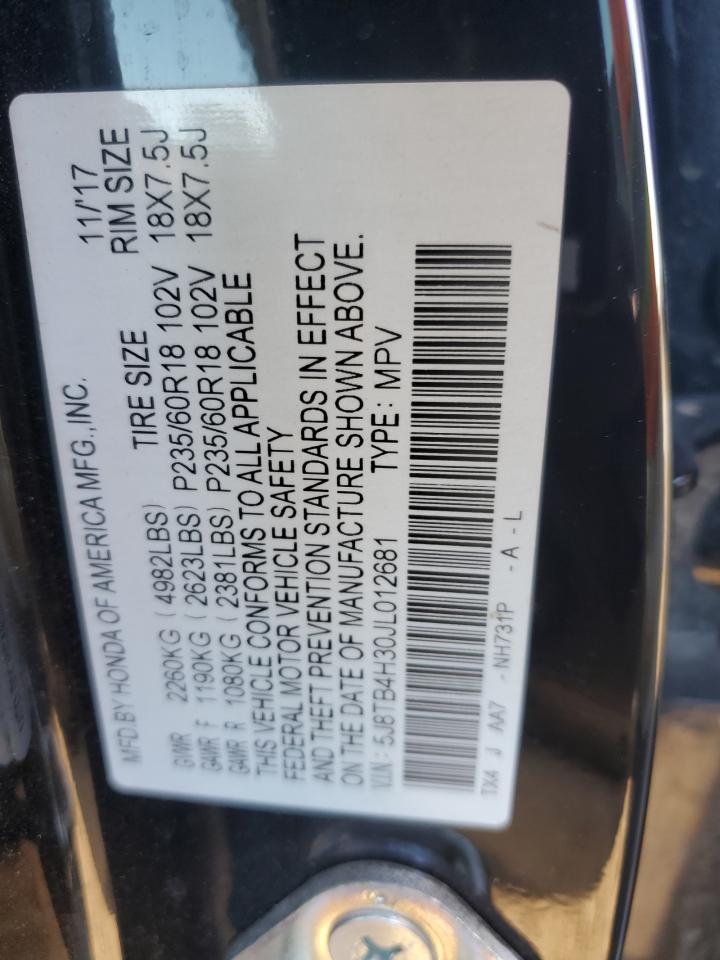 MFD.BY HONDA OF AMERICA MFG.,INC. 11/'17
TIRE SIZE RIM SIZE
GVWR 2260KG (4982LBS)
GAWR F 1190KG (2623LBS) P235/60R18 102V 18X7.5J
GAWR R 1080KG (2381LBS) P235/60R18 102V 18X7.5J
THIS VEHICLE CONFORMS TO ALL APPLICABLE
FEDERAL MOTOR VEHICLE SAFETY
AND THEFT PREVENTION STANDARDS IN EFFECT
ON THE DATE OF MANUFACTURE SHOWN ABOVE.
V.I.N.: 5J8TB4H30JL012681 TYPE: MPV
TX4 J AA7 -NH731P -A-L